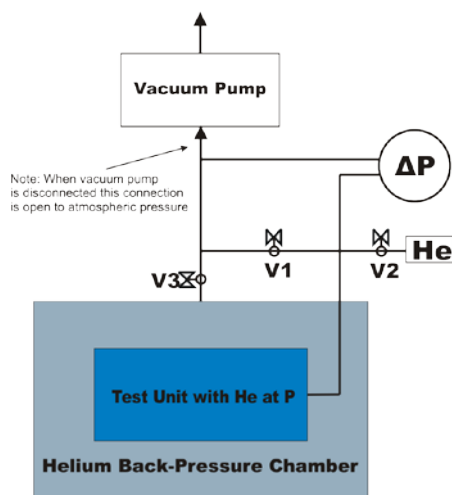 Vacuum Pump
Note: When vacuum pump
is disconnected this connection
is open to atmospheric pressure
ΔP
He
V1
V2
V3
Test Unit with He at P
Helium Back-Pressure Chamber